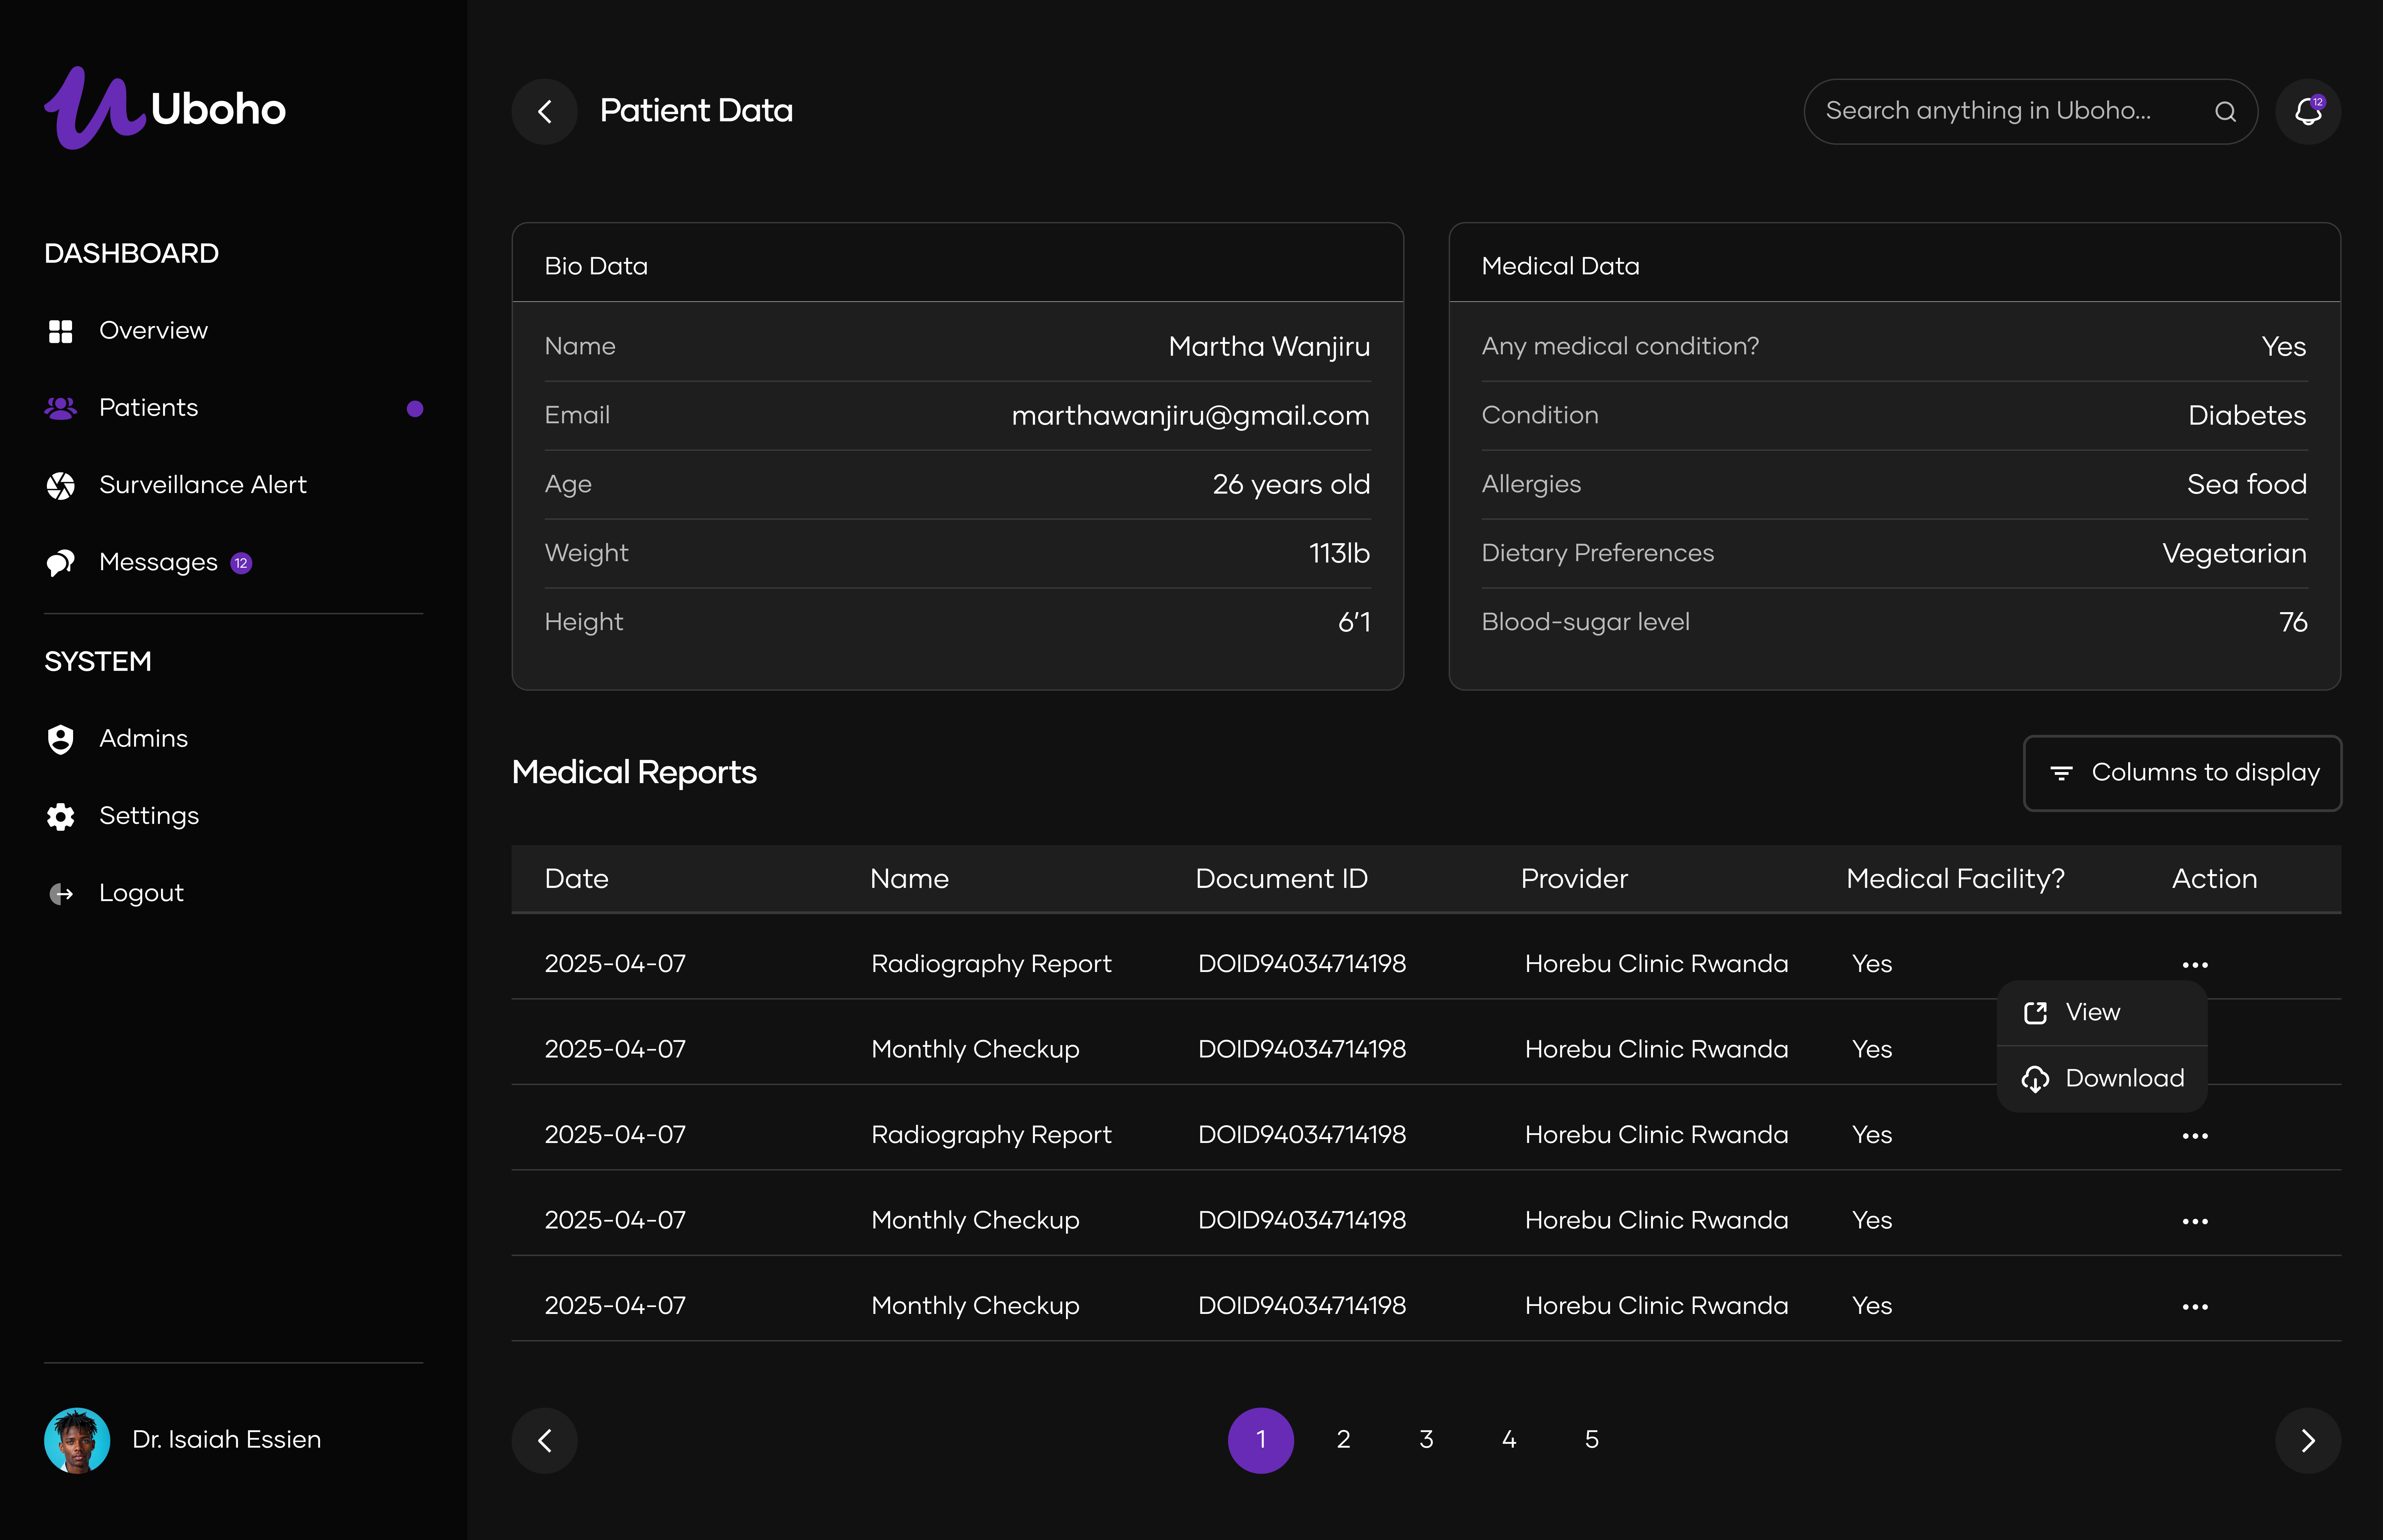 Uboho
DASHBOARD
Overview
Patients
Surveillance Alert
Messages 12
SYSTEM
Admins
Settings
Logout
Dr. Isaiah Essien
Patient Data
Search anything in Uboho...
12
Bio Data
Name Martha Wanjiru
Email marthawanjiru@gmail.com
Age 26 years old
Weight 113lb
Height 6'1
Medical Data
Any medical condition? Yes
Condition Diabetes
Allergies Sea food
Dietary Preferences Vegetarian
Blood-sugar level 76
Medical Reports
Columns to display
Date Name Document ID Provider Medical Facility? Action
2025-04-07 Radiography Report DOID94034714198 Horebu Clinic Rwanda Yes
View
2025-04-07 Monthly Checkup DOID94034714198 Horebu Clinic Rwanda Yes
Download
2025-04-07 Radiography Report DOID94034714198 Horebu Clinic Rwanda Yes
2025-04-07 Monthly Checkup DOID94034714198 Horebu Clinic Rwanda Yes
2025-04-07 Monthly Checkup DOID94034714198 Horebu Clinic Rwanda Yes
1 2 3 4 5